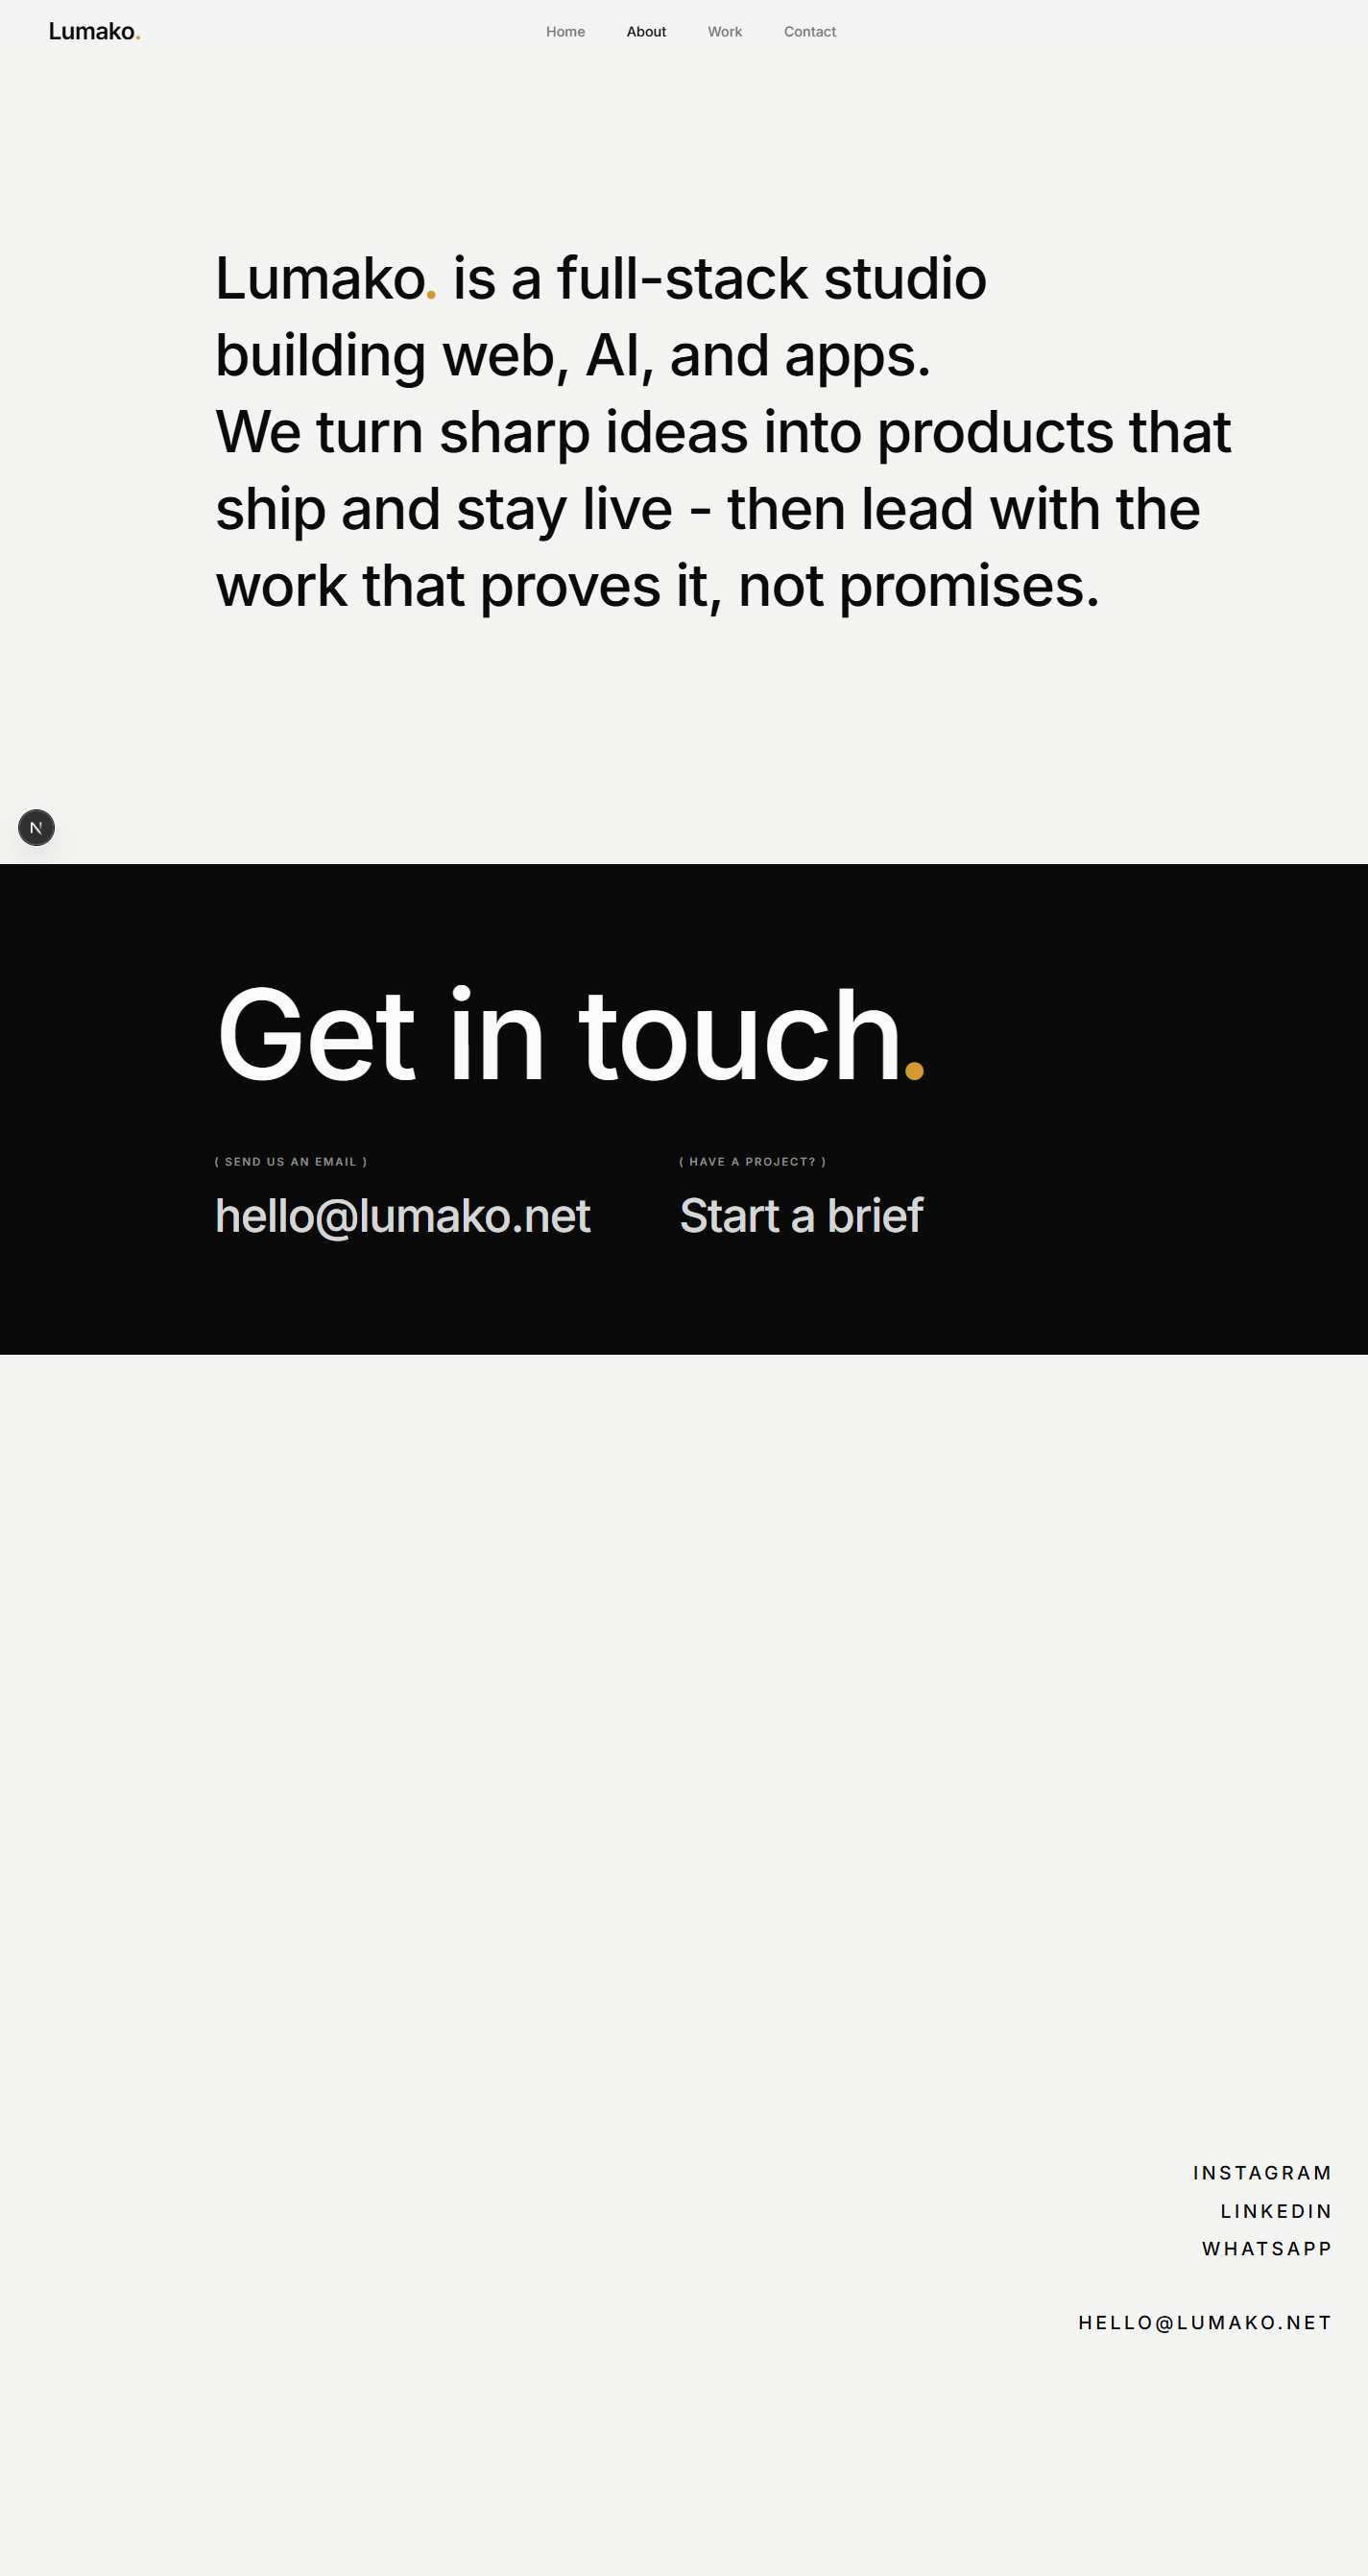 Lumako.
Home About Work Contact
Lumako. is a full-stack studio
building web, AI, and apps.
We turn sharp ideas into products that
ship and stay live - then lead with the
work that proves it, not promises.
N
Get in touch.
( SEND US AN EMAIL ) ( HAVE A PROJECT? )
hello@lumako.net Start a brief
INSTAGRAM
LINKEDIN
WHATSAPP
HELLO@LUMAKO.NET